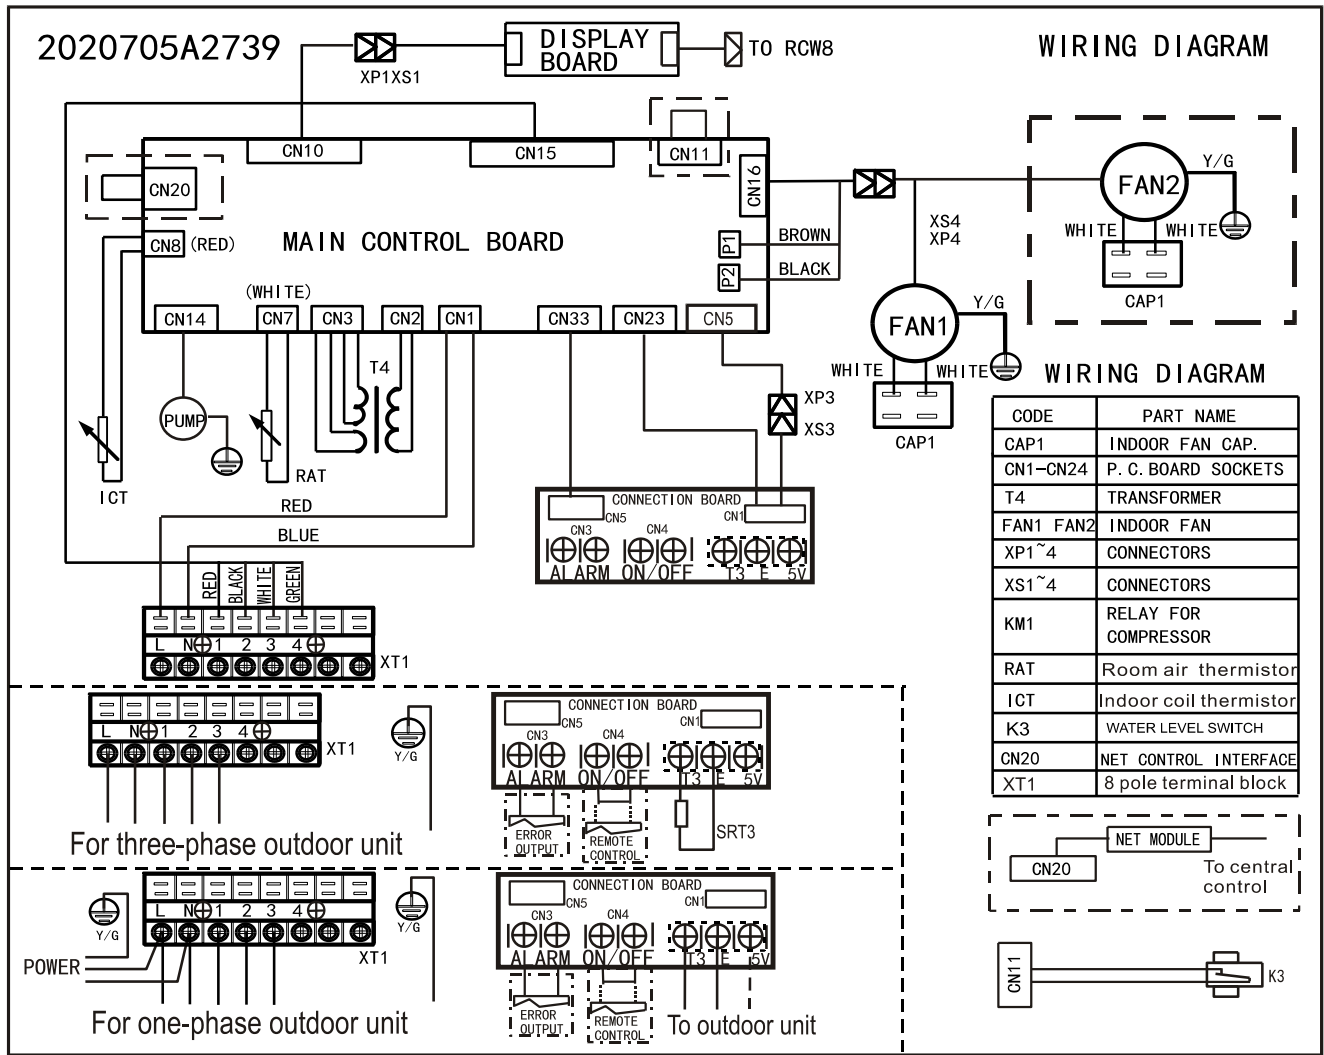 2020705A2739
XP1XS1
DISPLAY
BOARD
TO RCW8
WIRING DIAGRAM
CN10
CN15
CN11
CN20
CN16
CN8
(RED)
MAIN CONTROL BOARD
P1
BROWN
P2
BLACK
XS4
XP4
FAN2
Y/G
WHITE
WHITE
CAP1
(WHITE)
CN14
CN7
CN3
CN2
CN1
CN33
CN23
CN5
FAN1
Y/G
WHITE
WHITE
CAP1
T4
XP3
XS3
PUMP
RAT
ICT
RED
BLUE
RED
BLACK
WHITE
GREEN
CONNECTION BOARD
CN5
CN1
CN3
CN4
ALARM
ON/OFF
T3
E
5V
L N 1 2 3 4
XT1
WIRING DIAGRAM
CODE PART NAME
CAP1 INDOOR FAN CAP.
CN1-CN24 P.C.BOARD SOCKETS
T4 TRANSFORMER
FAN1 FAN2 INDOOR FAN
XP1~4 CONNECTORS
XS1~4 CONNECTORS
KM1 RELAY FOR
COMPRESSOR
RAT Room air thermistor
ICT Indoor coil thermistor
K3 WATER LEVEL SWITCH
CN20 NET CONTROL INTERFACE
XT1 8 pole terminal block
L N 1 2 3 4
XT1
Y/G
For three-phase outdoor unit
CONNECTION BOARD
CN5
CN1
CN3
CN4
ALARM
ON/OFF
T3
E
5V
ERROR
OUTPUT
REMOTE
CONTROL
SRT3
NET MODULE
CN20
To central
control
Y/G
L N 1 2 3 4
XT1
Y/G
POWER
For one-phase outdoor unit
CONNECTION BOARD
CN5
CN1
CN3
CN4
ALARM
ON/OFF
T3
E
5V
ERROR
OUTPUT
REMOTE
CONTROL
To outdoor unit
CN11
K3